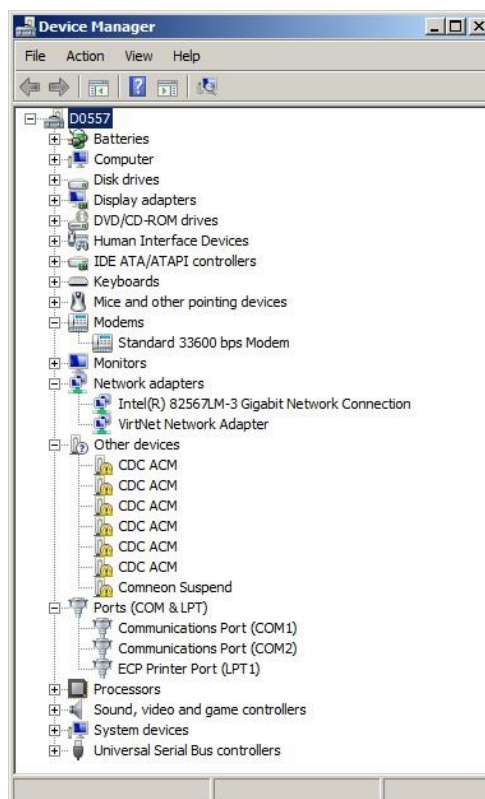 Device Manager
File Action View Help
D0557
Batteries
Computer
Disk drives
Display adapters
DVD/CD-ROM drives
Human Interface Devices
IDE ATA/ATAPI controllers
Keyboards
Mice and other pointing devices
Modems
Standard 33600 bps Modem
Monitors
Network adapters
Intel(R) 82567LM-3 Gigabit Network Connection
VirtNet Network Adapter
Other devices
CDC ACM
CDC ACM
CDC ACM
CDC ACM
CDC ACM
CDC ACM
Comneon Suspend
Ports (COM & LPT)
Communications Port (COM1)
Communications Port (COM2)
ECP Printer Port (LPT1)
Processors
Sound, video and game controllers
System devices
Universal Serial Bus controllers